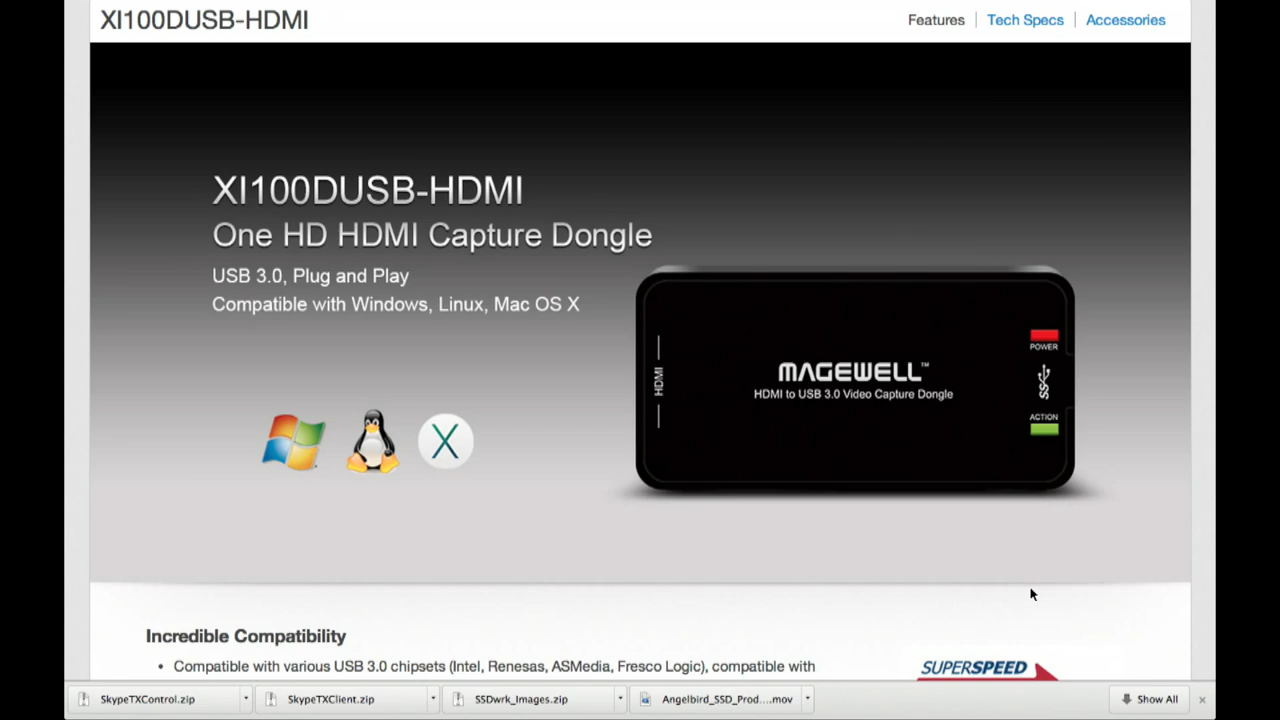 XI100DUSB-HDMI
Features
Tech Specs
Accessories
XI100DUSB-HDMI
One HD HDMI Capture Dongle
USB 3.0, Plug and Play
Compatible with Windows, Linux, Mac OS X
HDMI
MAGEWELL™
HDMI to USB 3.0 Video Capture Dongle
POWER
SS
ACTION
X
Incredible Compatibility
• Compatible with various USB 3.0 chipsets (Intel, Renesas, ASMedia, Fresco Logic), compatible with
SUPERSPEED
SkypeTXControl.zip
SkypeTXClient.zip
SSDwrk_Images.zip
Angelbird_SSD_Prod....mov
Show All